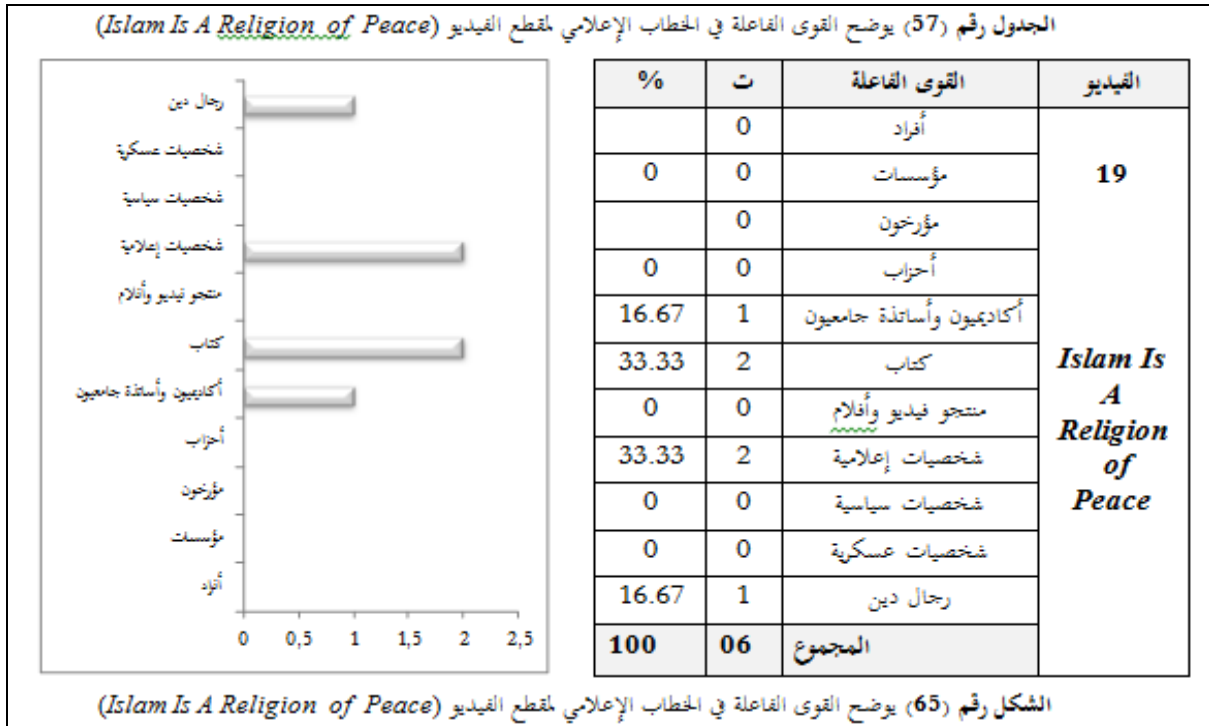 الجدول رقم (57) يوضح القوى الفاعلة في الخطاب الإعلامي لمقطع الفيديو (Islam Is A Religion of Peace)
الفيديو القوى الفاعلة ت %
أفراد 0
مؤسسات 0 0
مؤرخون 0
أحزاب 0 0
أكاديميون وأساتذة جامعيون 1 16.67
كتاب 2 33.33
منتجو فيديو وأفلام 0 0
شخصيات إعلامية 2 33.33
شخصيات سياسية 0 0
شخصيات عسكرية 0 0
رجال دين 1 16.67
المجموع 06 100
19
Islam Is
A
Religion
of
Peace
رجال دين
شخصيات عسكرية
شخصيات سياسية
شخصيات إعلامية
منتجو فيديو وأفلام
كتاب
أكاديميون وأساتذة جامعيون
أحزاب
مؤرخون
مؤسسات
أفراد
0 0,5 1 1,5 2 2,5
الشكل رقم (65) يوضح القوى الفاعلة في الخطاب الإعلامي لمقطع الفيديو (Islam Is A Religion of Peace)